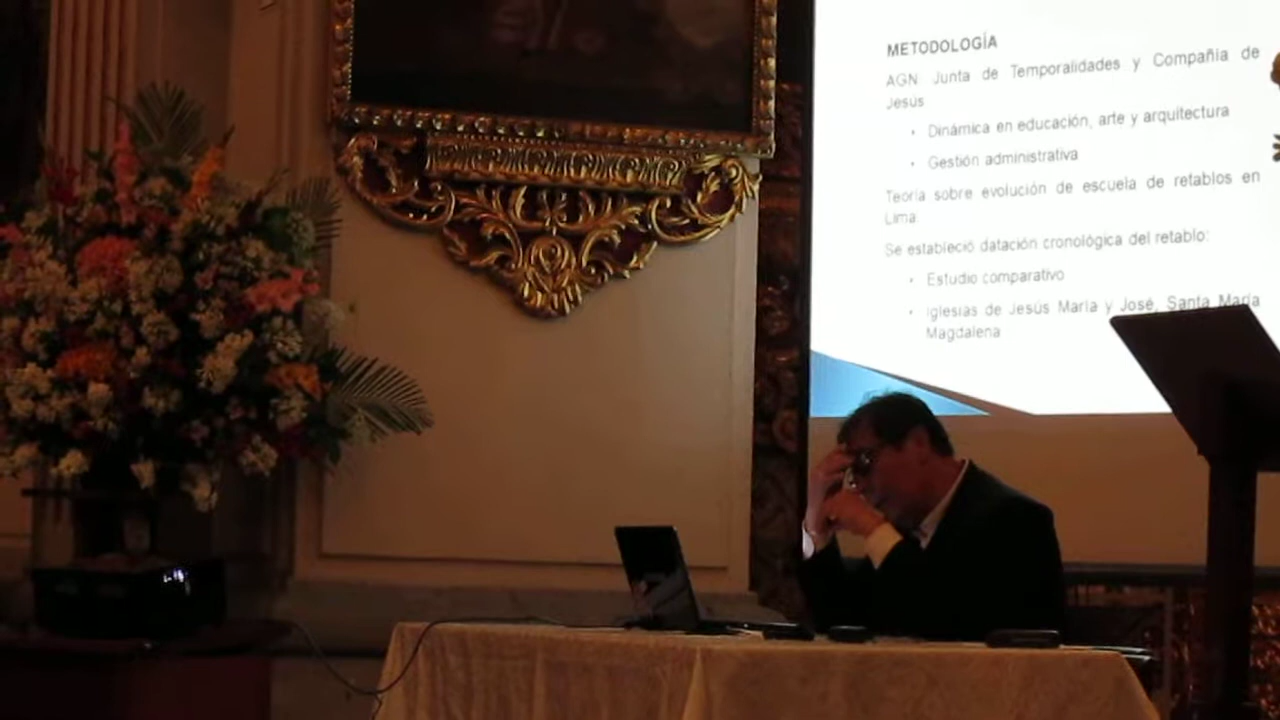 METODOLOGÍA
AGN Junta de Temporalidades y Compañía de
Jesús
• Dinámica en educación, arte y arquitectura
• Gestión administrativa
Teoría sobre evolución de escuela de retablos en
Lima
Se estableció datación cronológica del retablo:
• Estudio comparativo
• Iglesias de Jesús María y José, Santa María
Magdalena